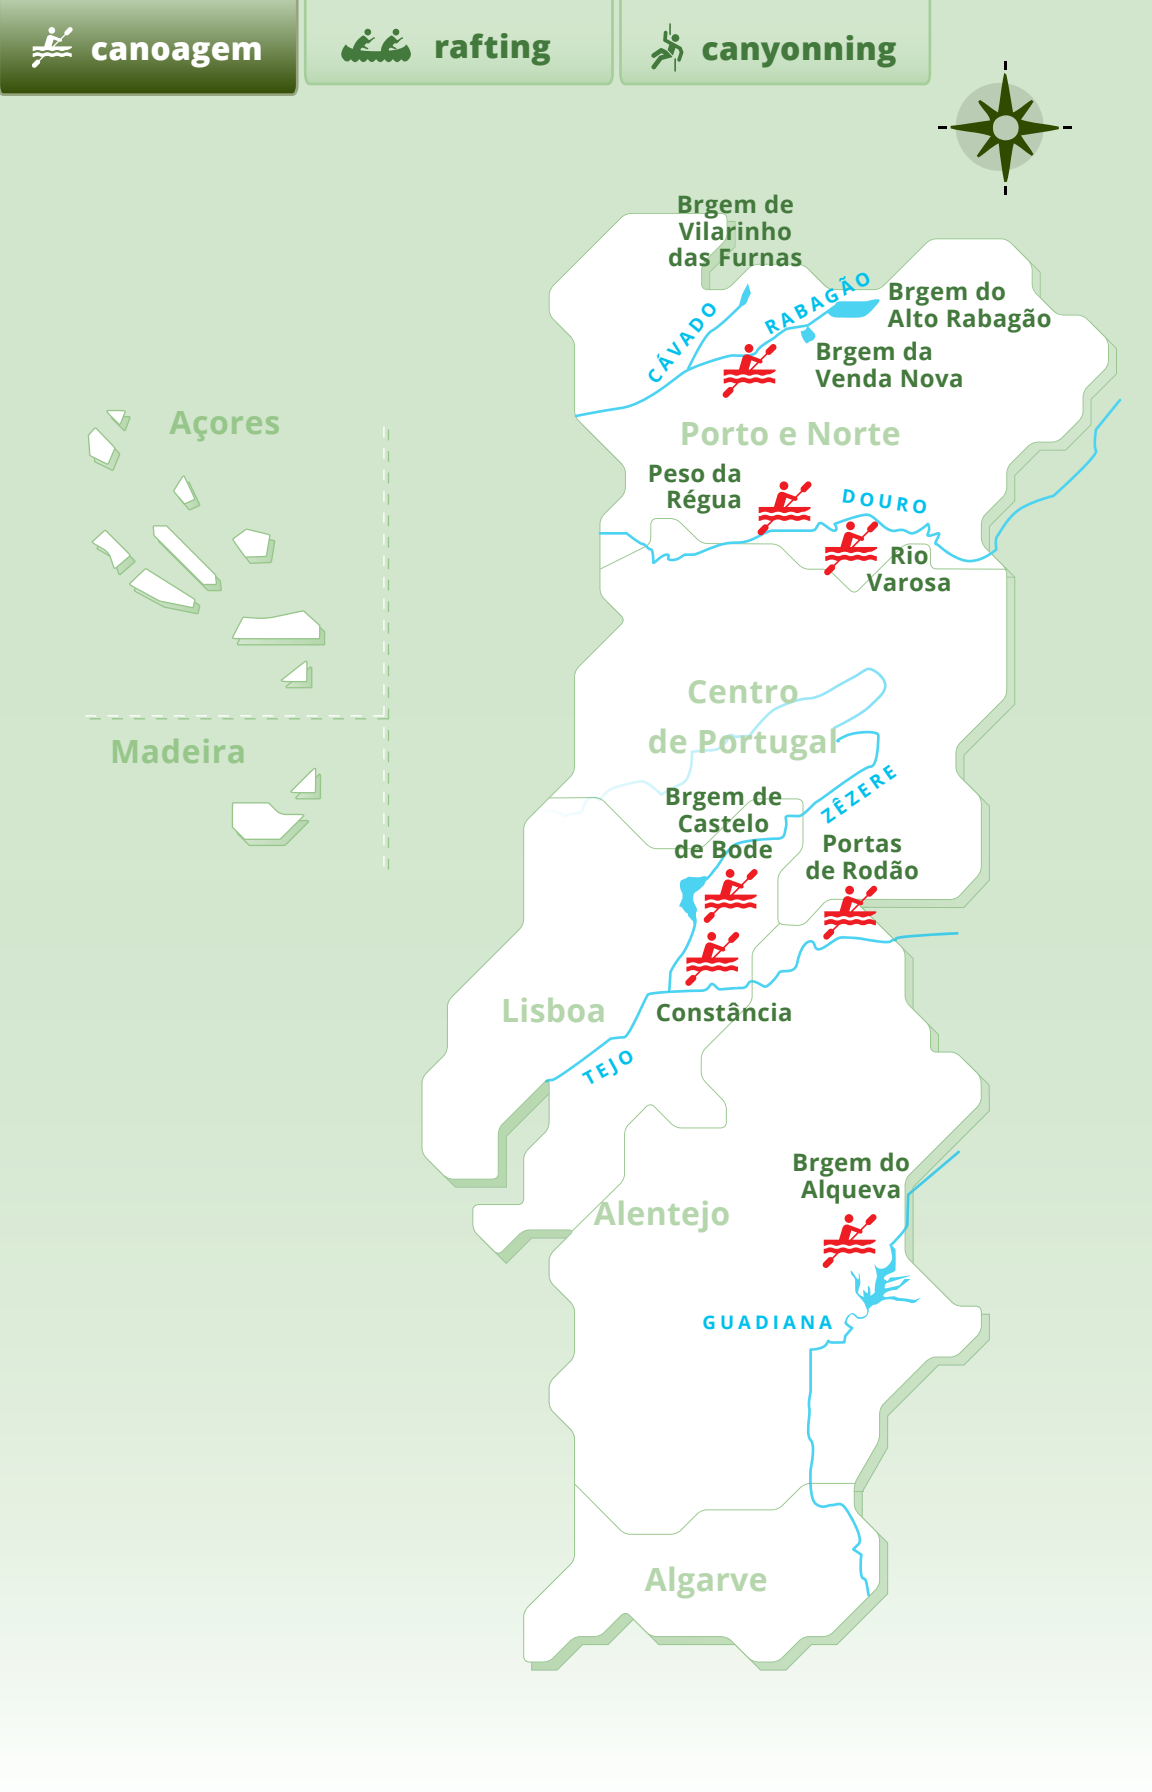 canoagem
rafting
canyonning
Brgem de
Vilarinho
das Furnas
CÁVADO
RABAGÃO
Brgem do
Alto Rabagão
Brgem da
Venda Nova
Açores
Porto e Norte
Peso da
Régua
DOURO
Rio
Varosa
Centro
de Portugal
Madeira
ZÊZERE
Brgem de
Castelo
de Bode
Portas
de Rodão
Lisboa
Constância
TEJO
Brgem do
Alqueva
Alentejo
GUADIANA
Algarve